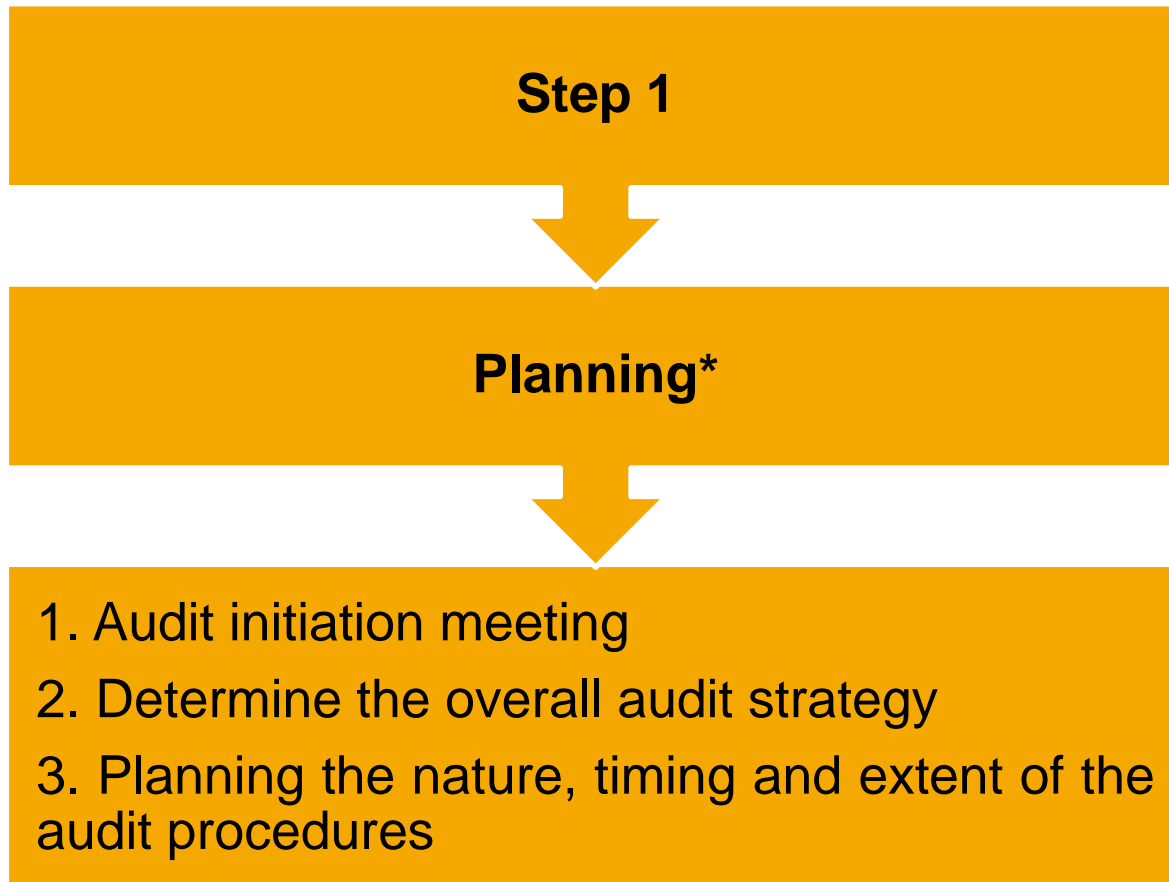 Step 1
Planning*
1. Audit initiation meeting
2. Determine the overall audit strategy
3. Planning the nature, timing and extent of the
audit procedures